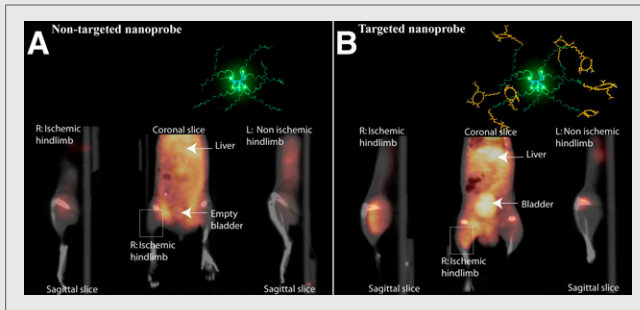 A
Non-targeted nanoprobe
R: Ischemic
hindlimb
Coronal slice
Liver
L: Non ischemic
hindlimb
Empty
bladder
R: Ischemic
hindlimb
Sagittal slice
Sagittal slice
B
Targeted nanoprobe
R: Ischemic
hindlimb
Coronal slice
Liver
L: Non ischemic
hindlimb
Bladder
R: Ischemic
hindlimb
Sagittal slice
Sagittal slice